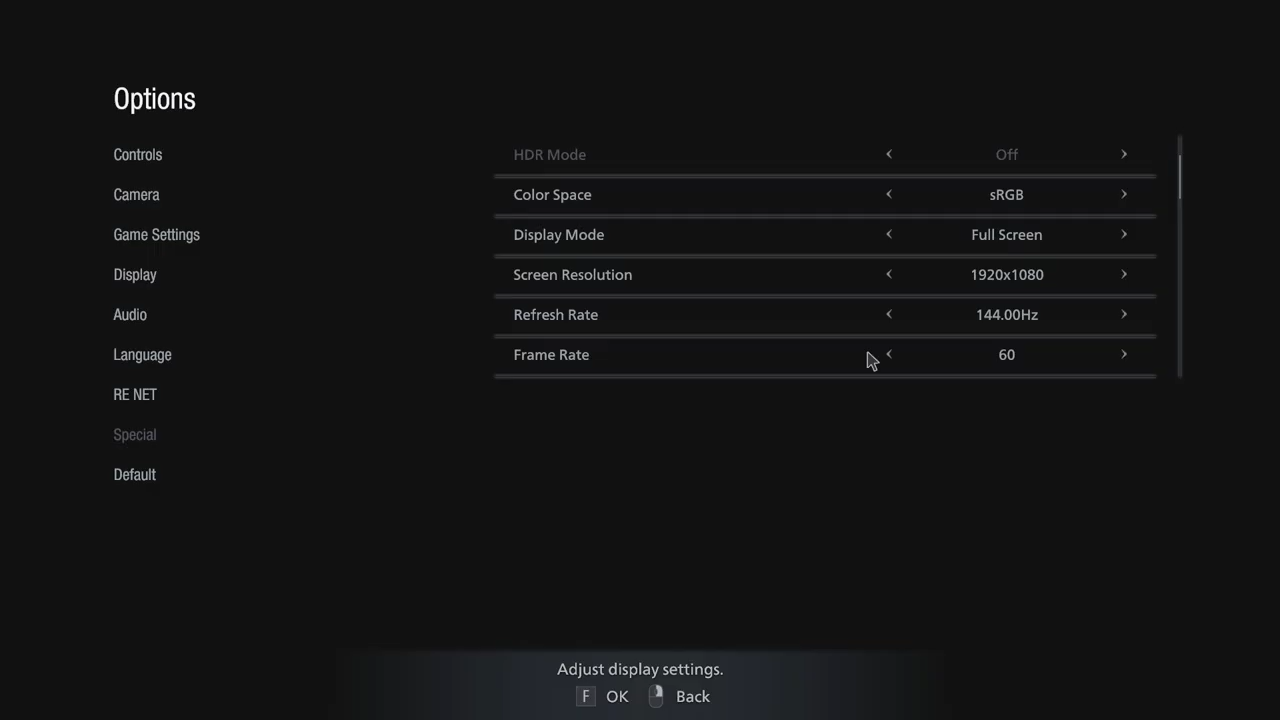 Options
Controls
Camera
Game Settings
Display
Audio
Language
RE NET
Special
Default
HDR Mode Off
Color Space sRGB
Display Mode Full Screen
Screen Resolution 1920x1080
Refresh Rate 144.00Hz
Frame Rate 60
Adjust display settings.
F OK Back